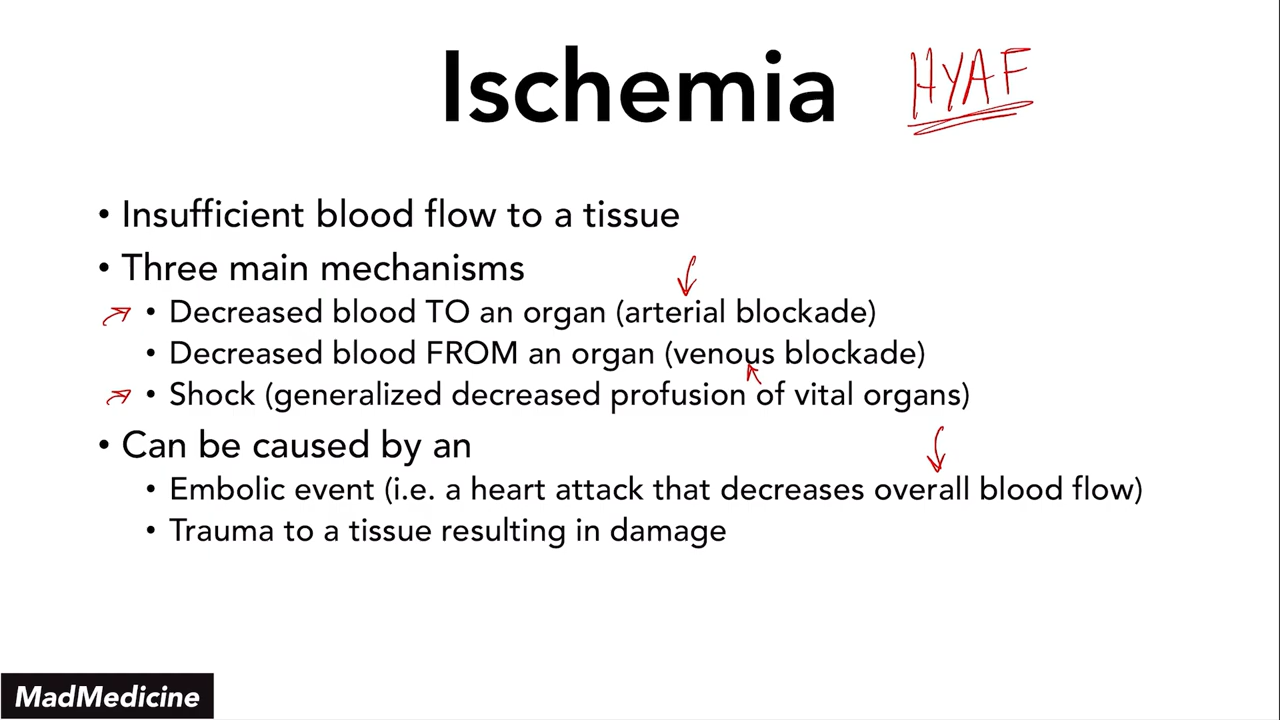 Ischemia HYAF
• Insufficient blood flow to a tissue
• Three main mechanisms
• Decreased blood TO an organ (arterial blockade)
• Decreased blood FROM an organ (venous blockade)
• Shock (generalized decreased profusion of vital organs)
• Can be caused by an
• Embolic event (i.e. a heart attack that decreases overall blood flow)
• Trauma to a tissue resulting in damage
MadMedicine